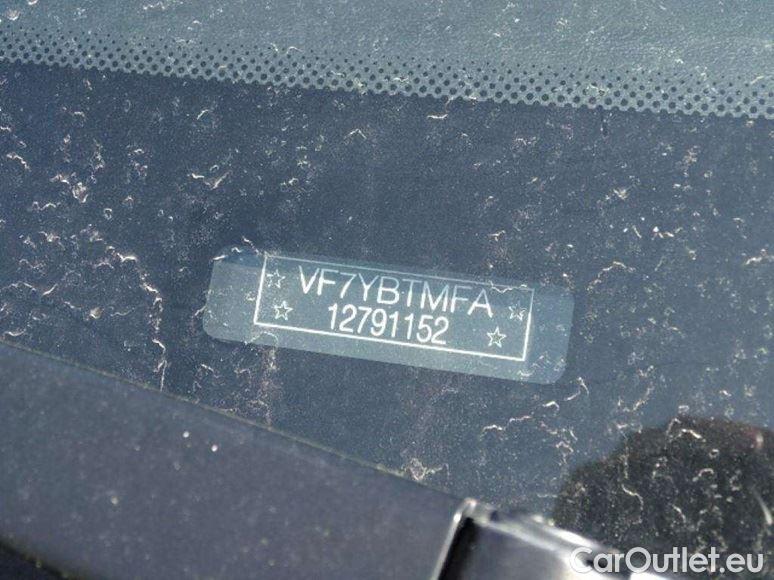 ☆ VF7YBTMFA ☆
☆ 12791152 ☆
CarOutlet.eu